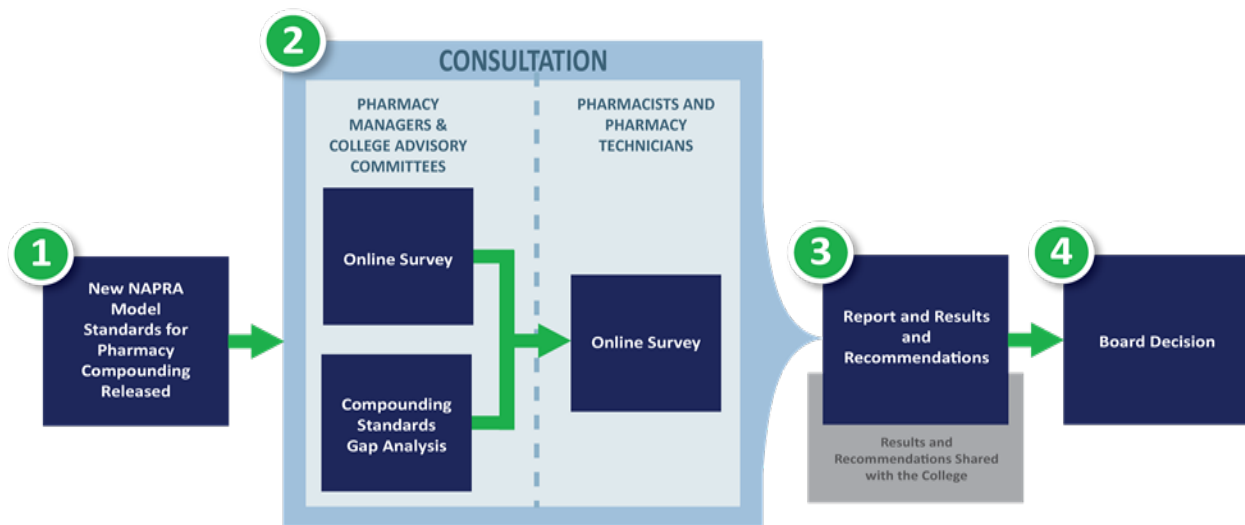 1
New NAPRA
Model
Standards for
Pharmacy
Compounding
Released
2
CONSULTATION
PHARMACY
MANAGERS &
COLLEGE ADVISORY
COMMITTEES
Online Survey
Compounding
Standards
Gap Analysis
PHARMACISTS AND
PHARMACY
TECHNICIANS
Online Survey
3
Report and Results
and
Recommendations
Results and
Recommendations Shared
with the College
4
Board Decision